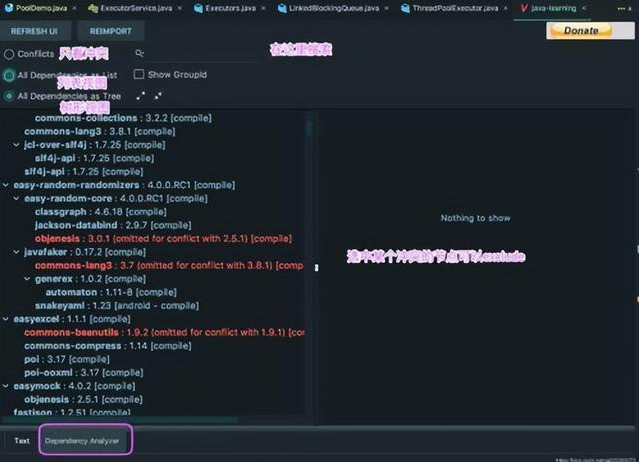 PoolDemo.java × ExecutorService.java × Executors.java × LinkedBlockingQueue.java × ThreadPoolExecutor.java × java-learning ×
REFRESH UI REIMPORT Donate
Conflicts 只看冲突 在这里搜索
All Dependencies as List Show GroupId
列表视图
All Dependencies as Tree
树形视图
commons-collections : 3.2.2 [compile]
commons-lang3 : 3.8.1 [compile]
jcl-over-slf4j : 1.7.25 [compile]
slf4j-api : 1.7.25 [compile]
slf4j-api : 1.7.25 [compile]
easy-random-randomizers : 4.0.0.RC1 [compile]
easy-random-core : 4.0.0.RC1 [compile]
classgraph : 4.6.18 [compile]
jackson-databind : 2.9.7 [compile]
Nothing to show
objenesis : 3.0.1 (omitted for conflict with 2.5.1) [compile]
javafaker : 0.17.2 [compile]
选中某个冲突的节点可以exclude
commons-lang3 : 3.7 (omitted for conflict with 3.8.1) [comp
generex : 1.0.2 [compile]
automaton : 1.11-8 [compile]
snakeyaml : 1.23 [android - compile]
easyexcel : 1.1.1 [compile]
commons-beanutils : 1.9.2 (omitted for conflict with 1.9.1) [co
commons-compress : 1.14 [compile]
poi : 3.17 [compile]
poi-ooxml : 3.17 [compile]
easymock : 4.0.2 [compile]
objenesis : 2.5.1 [compile]
fastjson : 1.2.51 [compile]
Text Dependency Analyzer